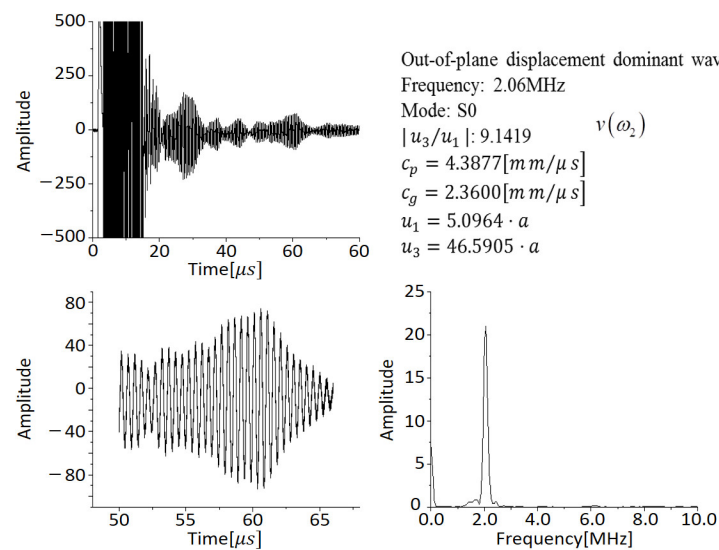 500
250
0
−250
−500
Amplitude
0
20
40
60
80
60
Time[μs]
Out-of-plane displacement dominant wav
Frequency: 2.06MHz
Mode: S0
|u₃/u₁|: 9.1419
v(ω₂)
cₚ = 4.3877[mm/μs]
c_g = 2.3600[mm/μs]
u₁ = 5.0964 · a
u₃ = 46.5905 · a
80
40
0
−40
−80
Amplitude
50
55
60
65
Time[μs]
25
20
15
10
5
0
Amplitude
0.0
2.0
4.0
6.0
8.0
10.0
Frequency[MHz]